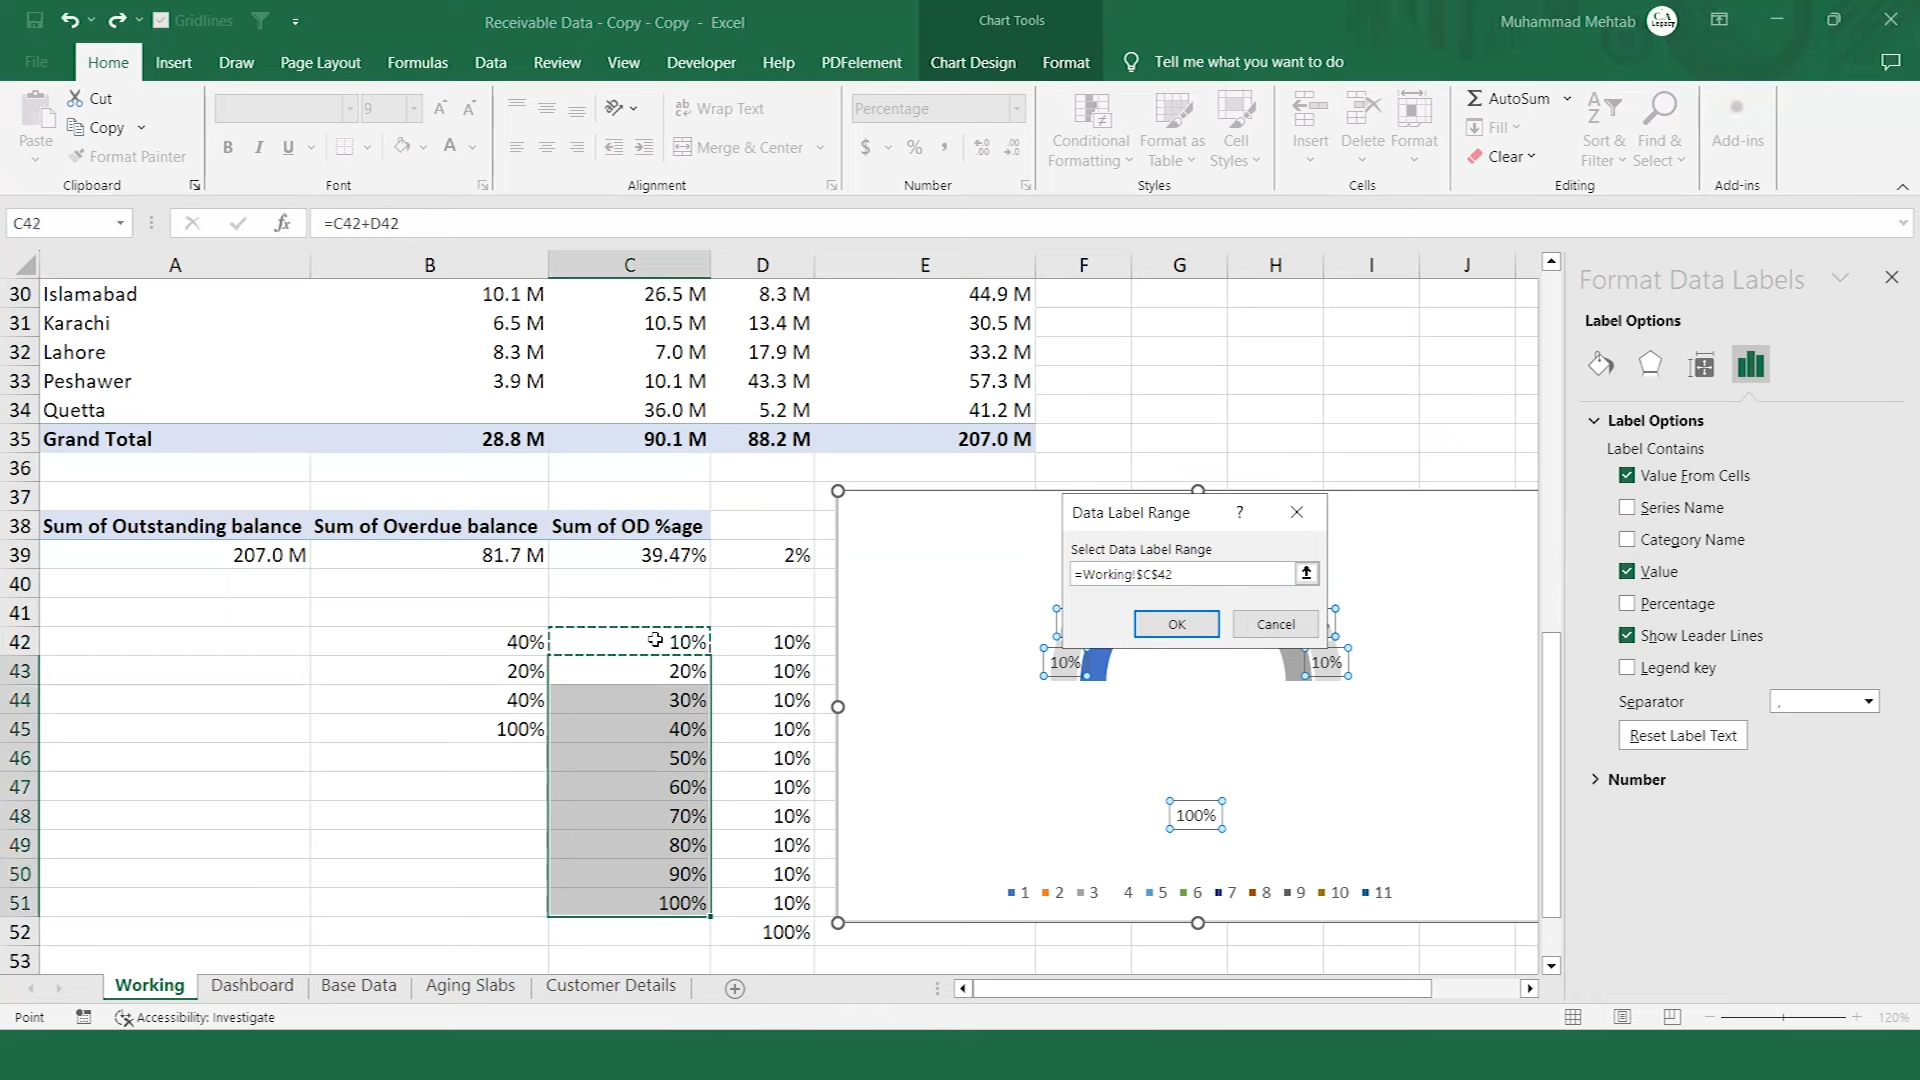 Gridlines
Receivable Data - Copy - Copy - Excel
Chart Tools
Muhammad Mehtab
CA Legacy
File Home Insert Draw Page Layout Formulas Data Review View Developer Help PDFelement Chart Design Format Tell me what you want to do
Paste
Cut
Copy
Format Painter
Clipboard
9
B I U
Font
Wrap Text
Merge & Center
Alignment
Percentage
$ % ,
Number
Conditional Formatting
Format as Table
Cell Styles
Styles
Insert Delete Format
Cells
AutoSum
Fill
Clear
Sort & Filter
Find & Select
Editing
Add-ins
Add-ins
C42
fx
=C42+D42
A B C D E F G H I J
30 Islamabad 10.1 M 26.5 M 8.3 M 44.9 M
31 Karachi 6.5 M 10.5 M 13.4 M 30.5 M
32 Lahore 8.3 M 7.0 M 17.9 M 33.2 M
33 Peshawer 3.9 M 10.1 M 43.3 M 57.3 M
34 Quetta 36.0 M 5.2 M 41.2 M
35 Grand Total 28.8 M 90.1 M 88.2 M 207.0 M
36
37
38 Sum of Outstanding balance Sum of Overdue balance Sum of OD %age
39 207.0 M 81.7 M 39.47% 2%
40
41
42 40% 10% 10%
43 20% 20% 10%
44 40% 30% 10%
45 100% 40% 10%
46 50% 10%
47 60% 10%
48 70% 10%
49 80% 10%
50 90% 10%
51 100% 10%
52 100%
53
Data Label Range ?
Select Data Label Range
=Working!$C$42
OK Cancel
10% 10%
100%
1 2 3 4 5 6 7 8 9 10 11
Format Data Labels
Label Options
Label Options
Label Contains
Value From Cells
Series Name
Category Name
Value
Percentage
Show Leader Lines
Legend key
Separator ,
Reset Label Text
Number
Working Dashboard Base Data Aging Slabs Customer Details
Point Accessibility: Investigate 120%